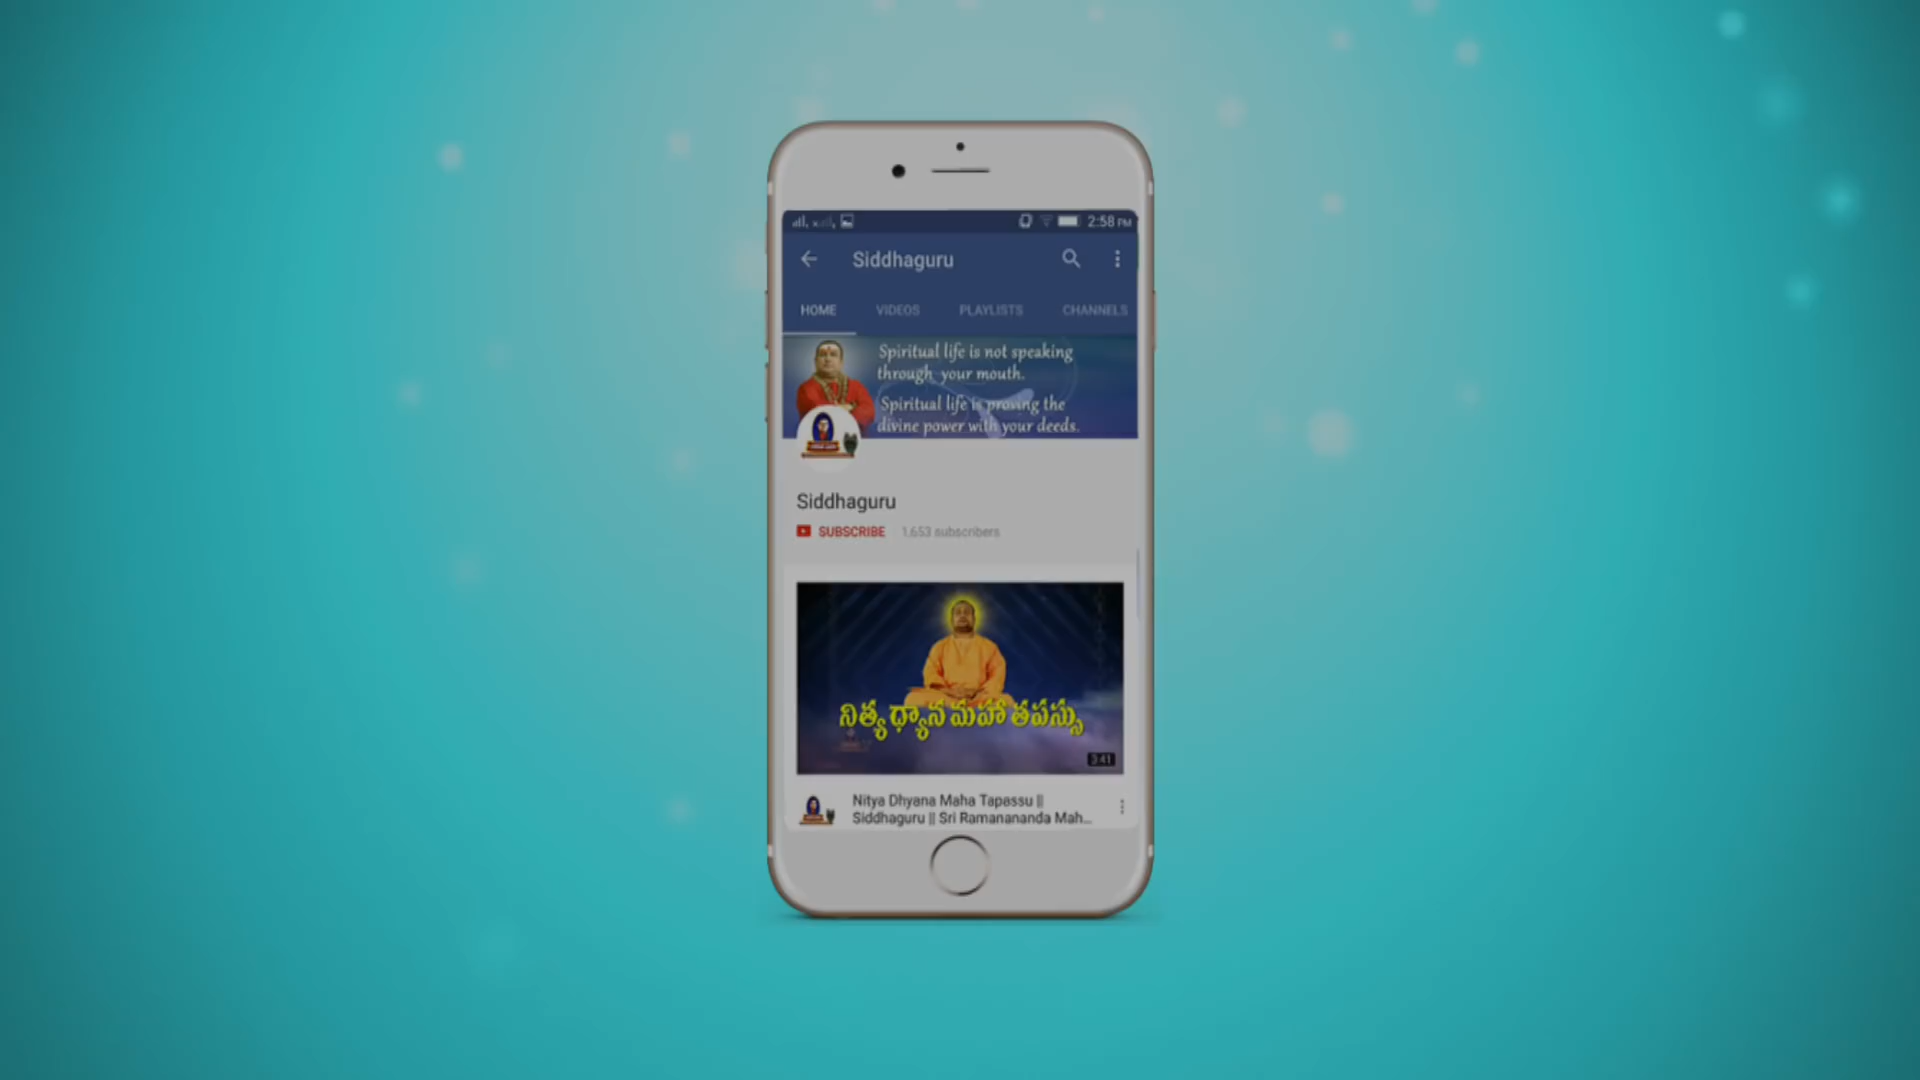 2:58 PM
Siddhaguru
HOME VIDEOS PLAYLISTS CHANNELS
Spiritual life is not speaking
through your mouth.
Spiritual life is proving the
divine power with your deeds.
Siddhaguru
SUBSCRIBE 1,653 subscribers
నిత్య ధ్యాన మహా తపస్సు
3:41
Nitya Dhyana Maha Tapassu ||
Siddhaguru || Sri Ramanananda Mah...